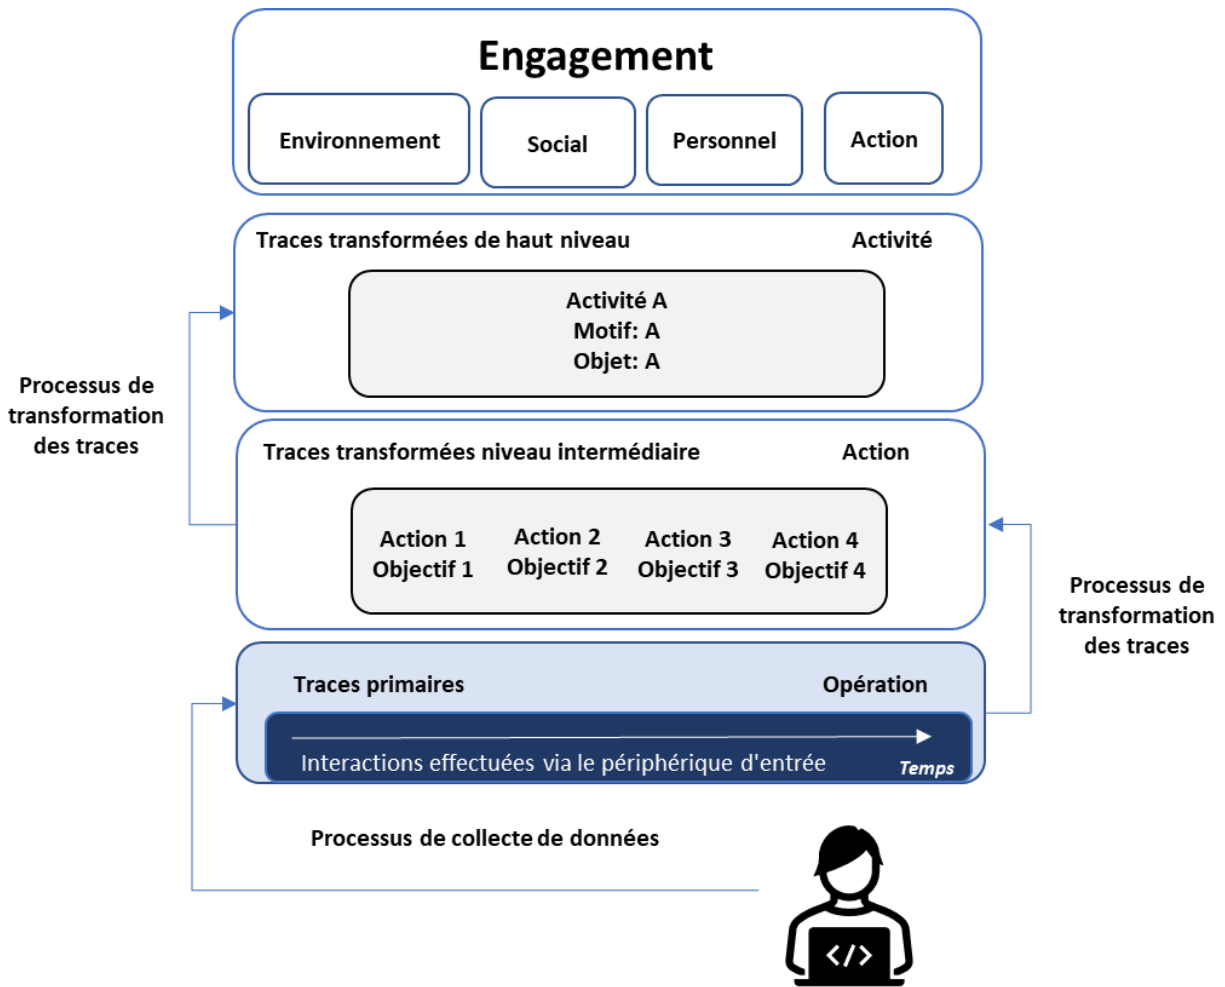 Engagement
Environnement
Social
Personnel
Action
Traces transformées de haut niveau
Activité
Activité A
Motif: A
Objet: A
Processus de
transformation
des traces
Traces transformées niveau intermédiaire
Action
Action 1
Objectif 1
Action 2
Objectif 2
Action 3
Objectif 3
Action 4
Objectif 4
Processus de
transformation
des traces
Traces primaires
Opération
Interactions effectuées via le périphérique d'entrée
Temps
Processus de collecte de données
</>